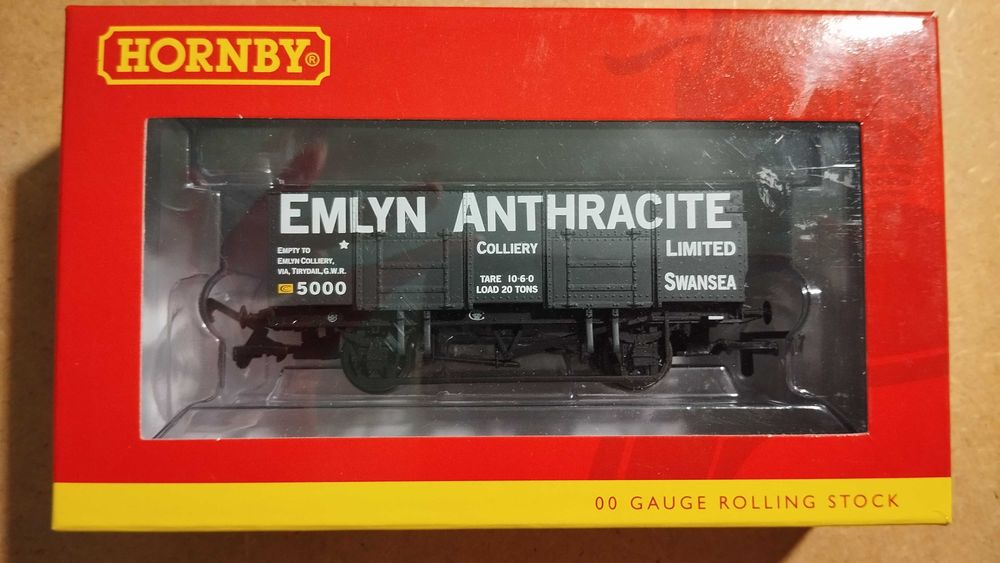 HORNBY®
EMLYN ANTHRACITE
EMPTY TO
EMLYN COLLIERY,
VIA, TIRYDAIL, G.W.R.
C 5000
COLLIERY
TARE 10-6-0
LOAD 20 TONS
LIMITED
SWANSEA
00 GAUGE ROLLING STOCK